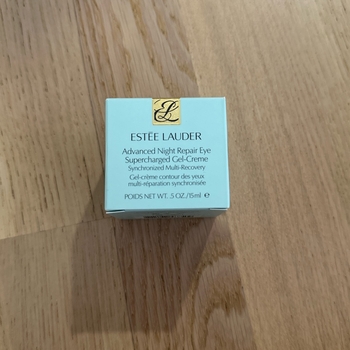 EL
ESTĒE LAUDER
Advanced Night Repair Eye
Supercharged Gel-Creme
Synchronized Multi-Recovery
Gel-crème contour des yeux
multi-réparation synchronisée
POIDS NET WT. .5 OZ./15ml ℮